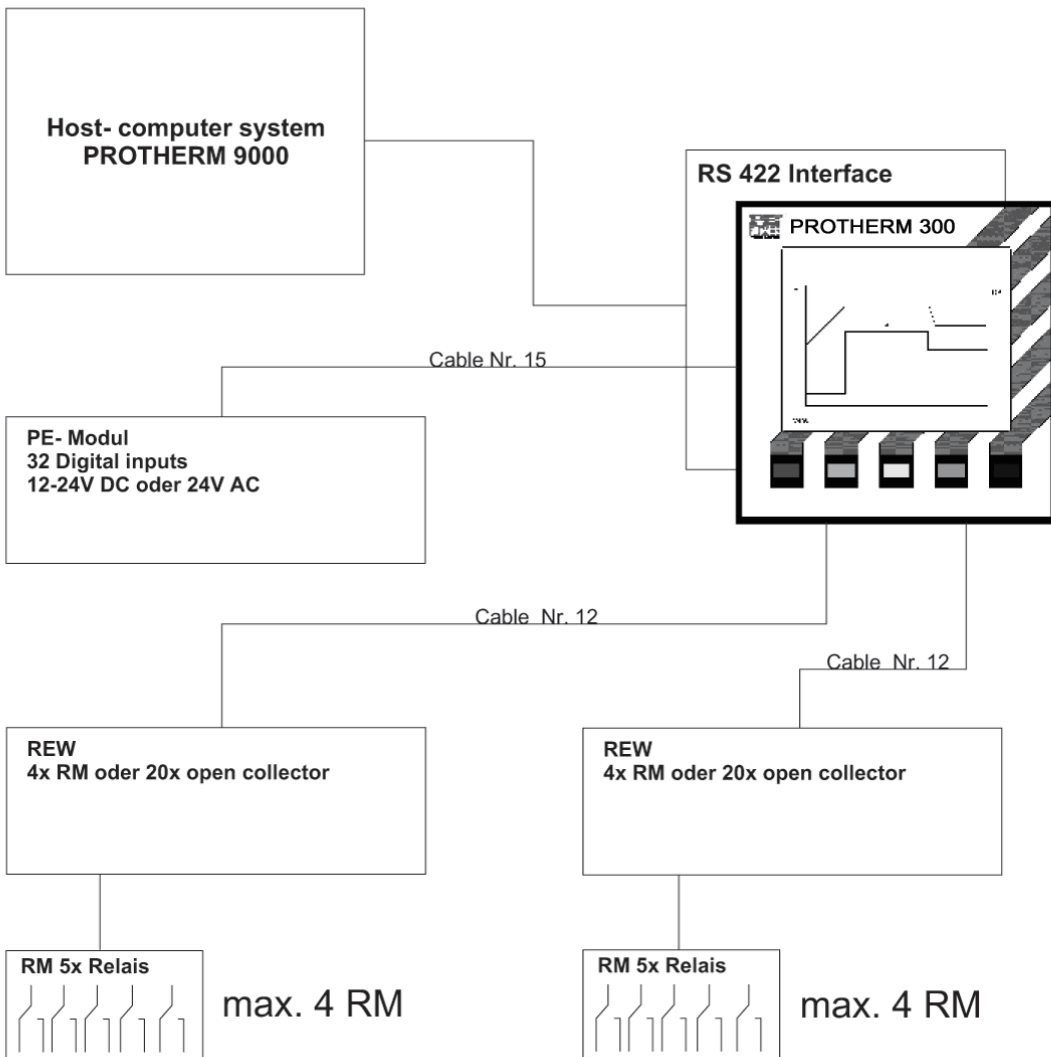 Host- computer system
PROTHERM 9000
RS 422 Interface
PROTHERM 300
Cable Nr. 15
PE- Modul
32 Digital inputs
12-24V DC oder 24V AC
Cable Nr. 12
Cable Nr. 12
REW
4x RM oder 20x open collector
REW
4x RM oder 20x open collector
RM 5x Relais
max. 4 RM
RM 5x Relais
max. 4 RM